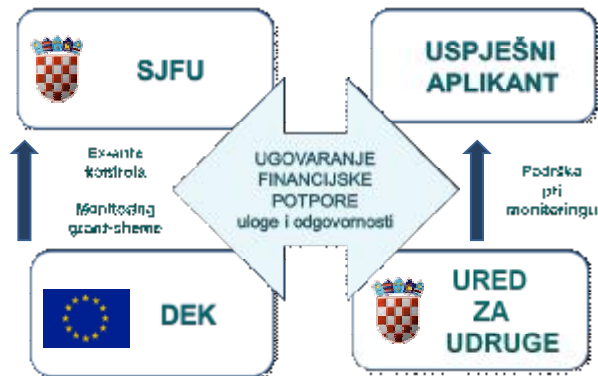 SJFU
USPJEŠNI
APLIKANT
Ex-ante
kontrola
Monitoring
grant-sheme
UGOVARANJE
FINANCIJSKE
POTPORE
uloge i odgovornosti
Podrška
pri
monitoringu
DEK
URED
ZA
UDRUGE